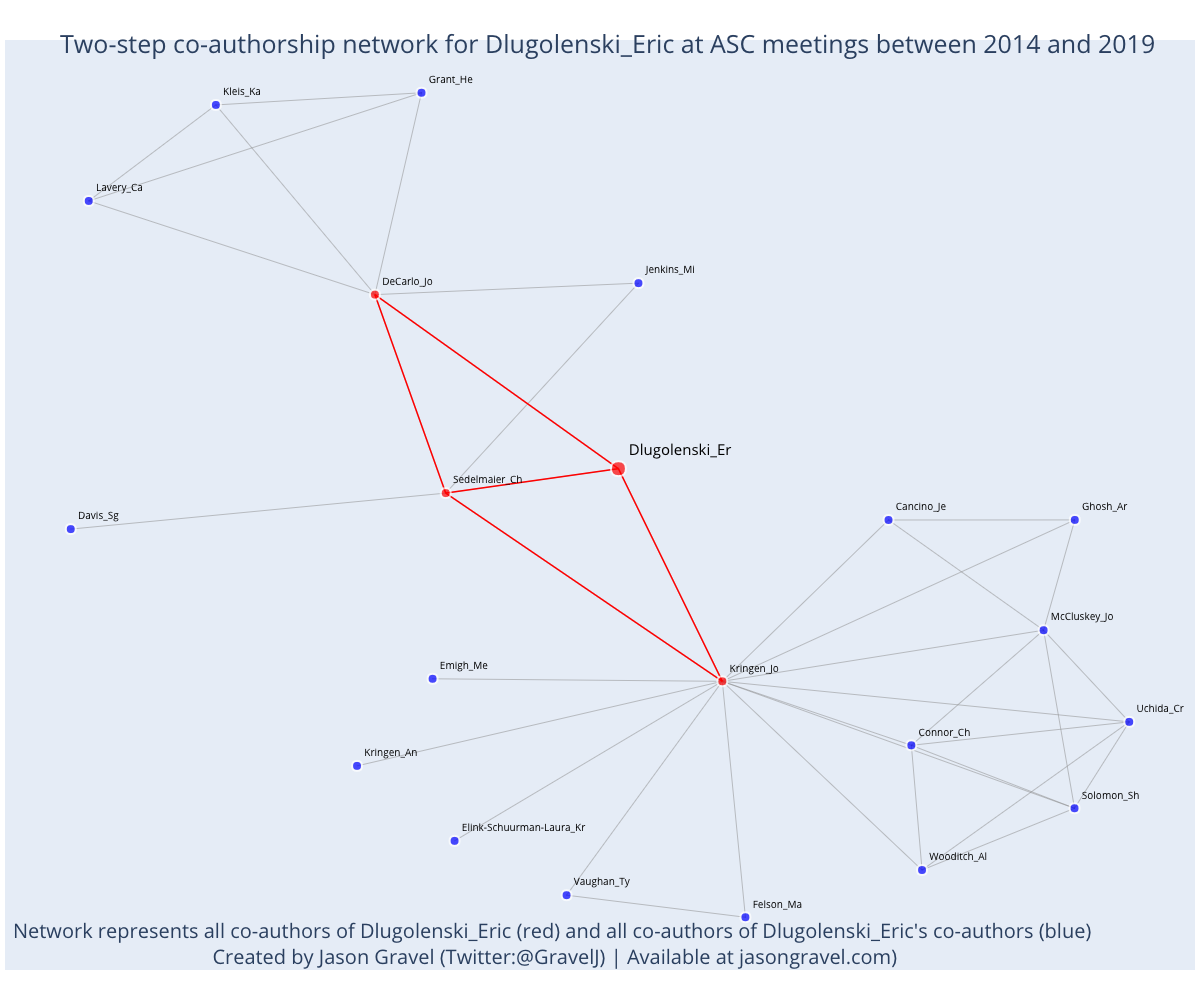 Two-step co-authorship network for Dlugolenski_Eric at ASC meetings between 2014 and 2019
Grant_He
Kleis_Ka
Lavery_Ca
Jenkins_Mi
DeCarlo_Jo
Dlugolenski_Er
Sedelmaier_Ch
Cancino_Je
Ghosh_Ar
Davis_Sg
McCluskey_Jo
Emigh_Me
Kringen_Jo
Uchida_Cr
Connor_Ch
Kringen_An
Solomon_Sh
Elink-Schuurman-Laura_Kr
Wooditch_Al
Vaughan_Ty
Felson_Ma
Network represents all co-authors of Dlugolenski_Eric (red) and all co-authors of Dlugolenski_Eric's co-authors (blue)
Created by Jason Gravel (Twitter:@GravelJ) | Available at jasongravel.com)